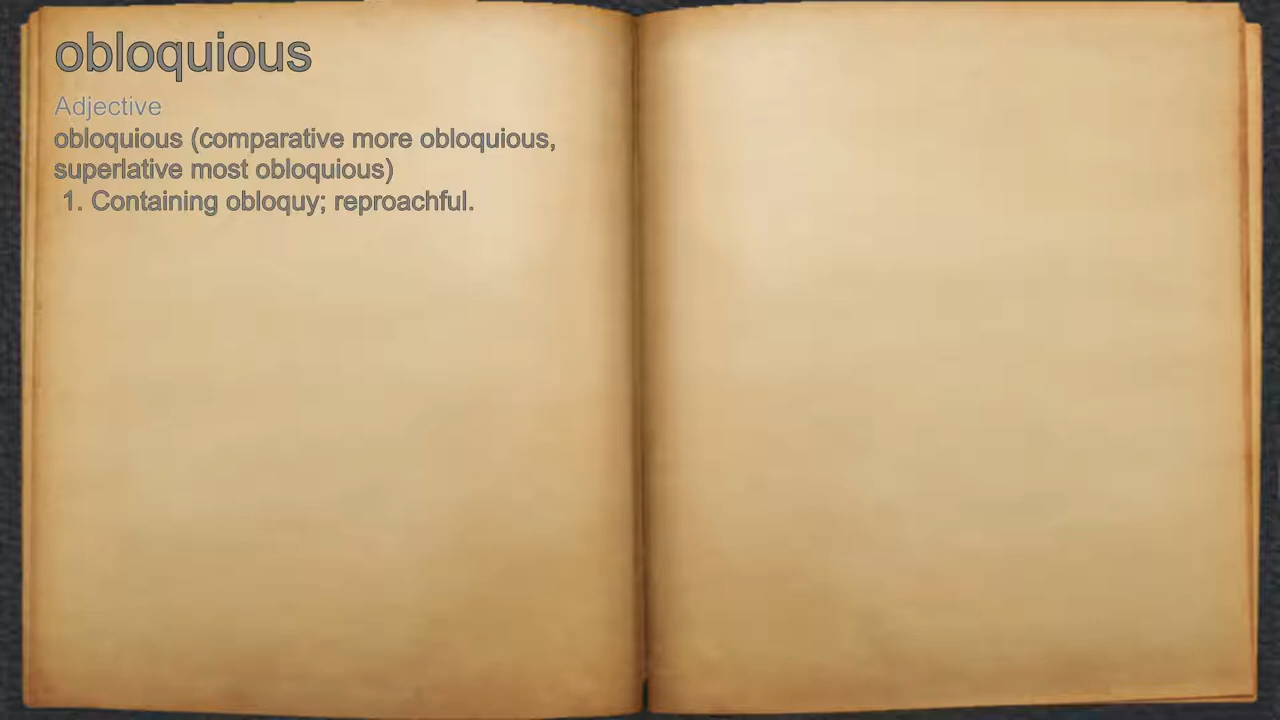 obloquious
Adjective
obloquious (comparative more obloquious,
superlative most obloquious)
1. Containing obloquy; reproachful.